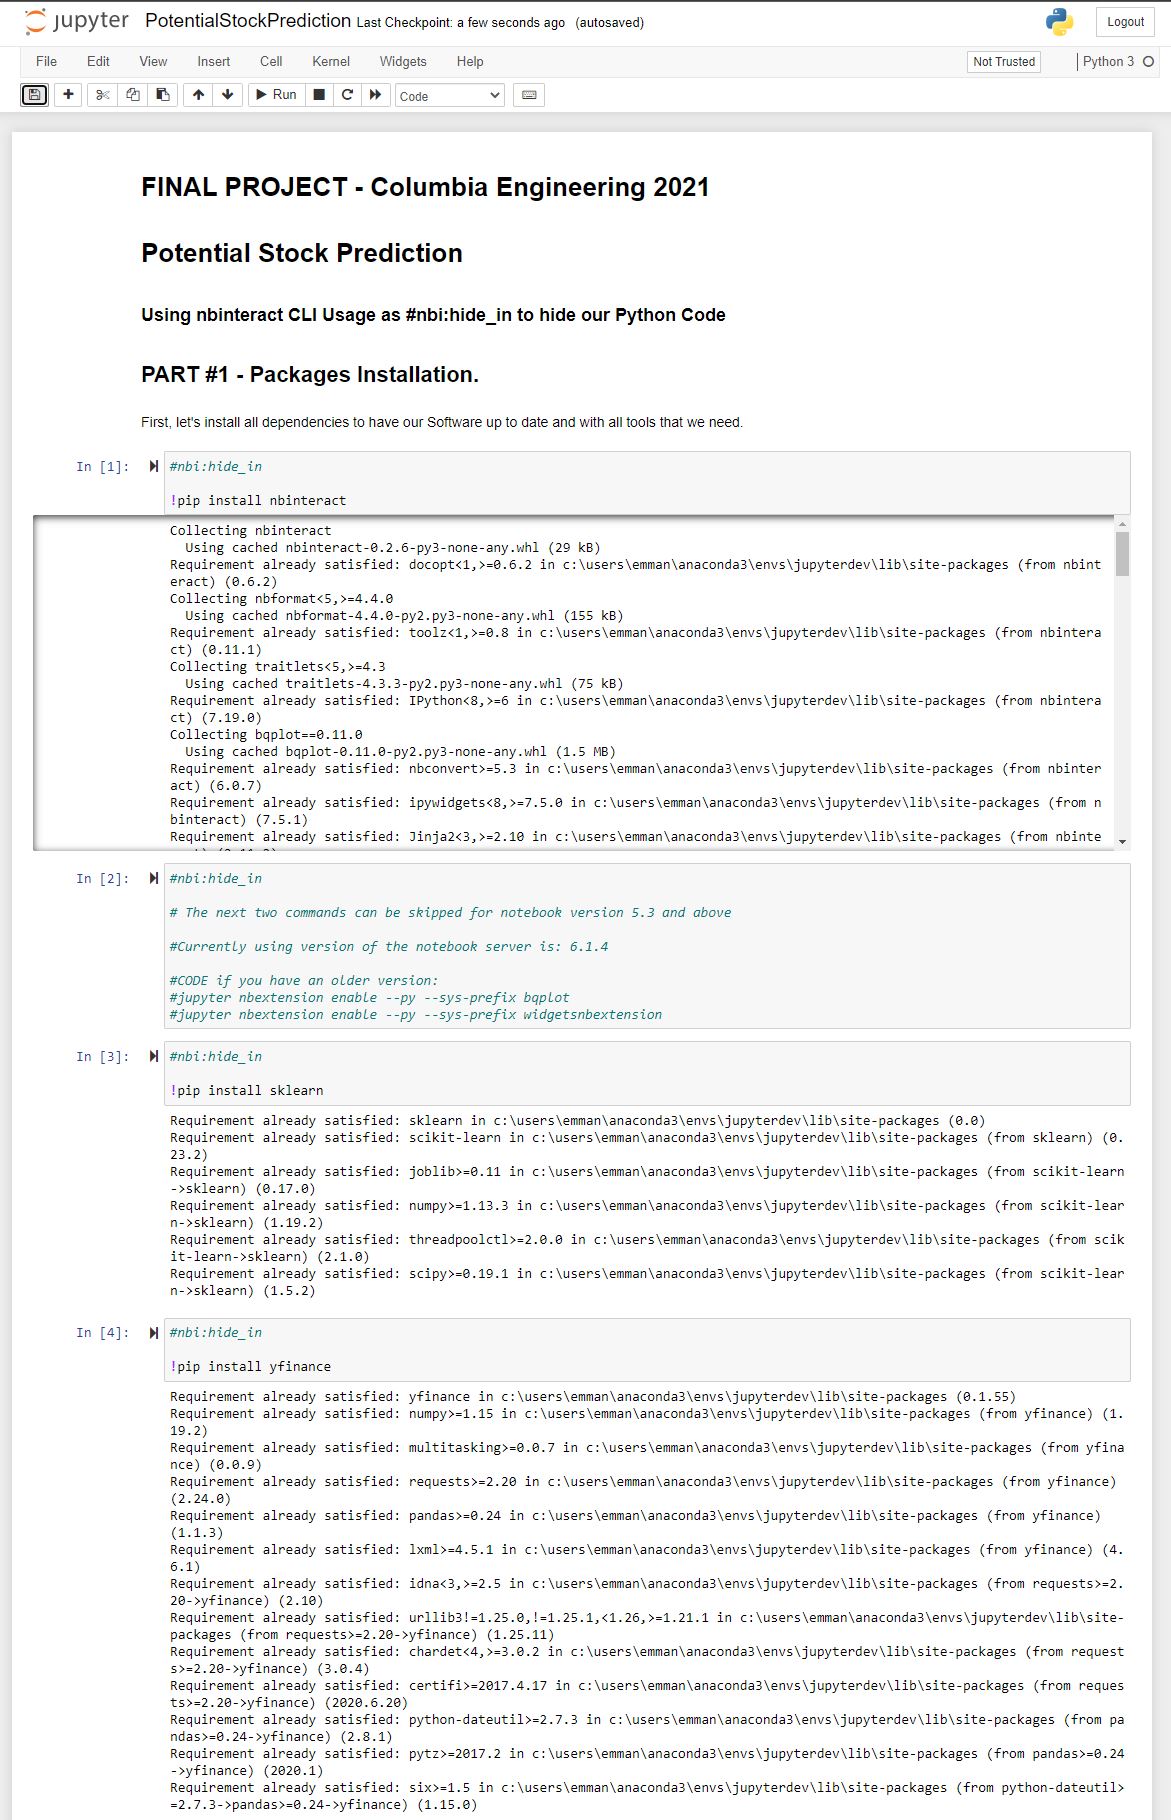 jupyter PotentialStockPrediction Last Checkpoint: a few seconds ago (autosaved) Logout
File Edit View Insert Cell Kernel Widgets Help Not Trusted Python 3
Run Code
FINAL PROJECT - Columbia Engineering 2021
Potential Stock Prediction
Using nbinteract CLI Usage as #nbi:hide_in to hide our Python Code
PART #1 - Packages Installation.
First, let's install all dependencies to have our Software up to date and with all tools that we need.
In [1]: #nbi:hide_in
!pip install nbinteract
Collecting nbinteract
Using cached nbinteract-0.2.6-py3-none-any.whl (29 kB)
Requirement already satisfied: docopt<1,>=0.6.2 in c:\users\emman\anaconda3\envs\jupyterdev\lib\site-packages (from nbint
eract) (0.6.2)
Collecting nbformat<5,>=4.4.0
Using cached nbformat-4.4.0-py2.py3-none-any.whl (155 kB)
Requirement already satisfied: toolz<1,>=0.8 in c:\users\emman\anaconda3\envs\jupyterdev\lib\site-packages (from nbintera
ct) (0.11.1)
Collecting traitlets<5,>=4.3
Using cached traitlets-4.3.3-py2.py3-none-any.whl (75 kB)
Requirement already satisfied: IPython<8,>=6 in c:\users\emman\anaconda3\envs\jupyterdev\lib\site-packages (from nbintera
ct) (7.19.0)
Collecting bqplot==0.11.0
Using cached bqplot-0.11.0-py2.py3-none-any.whl (1.5 MB)
Requirement already satisfied: nbconvert>=5.3 in c:\users\emman\anaconda3\envs\jupyterdev\lib\site-packages (from nbinter
act) (6.0.7)
Requirement already satisfied: ipywidgets<8,>=7.5.0 in c:\users\emman\anaconda3\envs\jupyterdev\lib\site-packages (from n
binteract) (7.5.1)
Requirement already satisfied: Jinja2<3,>=2.10 in c:\users\emman\anaconda3\envs\jupyterdev\lib\site-packages (from nbinte
In [2]: #nbi:hide_in
# The next two commands can be skipped for notebook version 5.3 and above
#Currently using version of the notebook server is: 6.1.4
#CODE if you have an older version:
#jupyter nbextension enable --py --sys-prefix bqplot
#jupyter nbextension enable --py --sys-prefix widgetsnbextension
In [3]: #nbi:hide_in
!pip install sklearn
Requirement already satisfied: sklearn in c:\users\emman\anaconda3\envs\jupyterdev\lib\site-packages (0.0)
Requirement already satisfied: scikit-learn in c:\users\emman\anaconda3\envs\jupyterdev\lib\site-packages (from sklearn) (0.
23.2)
Requirement already satisfied: joblib>=0.11 in c:\users\emman\anaconda3\envs\jupyterdev\lib\site-packages (from scikit-learn
->sklearn) (0.17.0)
Requirement already satisfied: numpy>=1.13.3 in c:\users\emman\anaconda3\envs\jupyterdev\lib\site-packages (from scikit-lear
n->sklearn) (1.19.2)
Requirement already satisfied: threadpoolctl>=2.0.0 in c:\users\emman\anaconda3\envs\jupyterdev\lib\site-packages (from scik
it-learn->sklearn) (2.1.0)
Requirement already satisfied: scipy>=0.19.1 in c:\users\emman\anaconda3\envs\jupyterdev\lib\site-packages (from scikit-lear
n->sklearn) (1.5.2)
In [4]: #nbi:hide_in
!pip install yfinance
Requirement already satisfied: yfinance in c:\users\emman\anaconda3\envs\jupyterdev\lib\site-packages (0.1.55)
Requirement already satisfied: numpy>=1.15 in c:\users\emman\anaconda3\envs\jupyterdev\lib\site-packages (from yfinance) (1.
19.2)
Requirement already satisfied: multitasking>=0.0.7 in c:\users\emman\anaconda3\envs\jupyterdev\lib\site-packages (from yfina
nce) (0.0.9)
Requirement already satisfied: requests>=2.20 in c:\users\emman\anaconda3\envs\jupyterdev\lib\site-packages (from yfinance)
(2.24.0)
Requirement already satisfied: pandas>=0.24 in c:\users\emman\anaconda3\envs\jupyterdev\lib\site-packages (from yfinance)
(1.1.3)
Requirement already satisfied: lxml>=4.5.1 in c:\users\emman\anaconda3\envs\jupyterdev\lib\site-packages (from yfinance) (4.
6.1)
Requirement already satisfied: idna<3,>=2.5 in c:\users\emman\anaconda3\envs\jupyterdev\lib\site-packages (from requests>=2.
20->yfinance) (2.10)
Requirement already satisfied: urllib3!=1.25.0,!=1.25.1,<1.26,>=1.21.1 in c:\users\emman\anaconda3\envs\jupyterdev\lib\site-
packages (from requests>=2.20->yfinance) (1.25.11)
Requirement already satisfied: chardet<4,>=3.0.2 in c:\users\emman\anaconda3\envs\jupyterdev\lib\site-packages (from request
s>=2.20->yfinance) (3.0.4)
Requirement already satisfied: certifi>=2017.4.17 in c:\users\emman\anaconda3\envs\jupyterdev\lib\site-packages (from reques
ts>=2.20->yfinance) (2020.6.20)
Requirement already satisfied: python-dateutil>=2.7.3 in c:\users\emman\anaconda3\envs\jupyterdev\lib\site-packages (from pa
ndas>=0.24->yfinance) (2.8.1)
Requirement already satisfied: pytz>=2017.2 in c:\users\emman\anaconda3\envs\jupyterdev\lib\site-packages (from pandas>=0.24
->yfinance) (2020.1)
Requirement already satisfied: six>=1.5 in c:\users\emman\anaconda3\envs\jupyterdev\lib\site-packages (from python-dateutil>
=2.7.3->pandas>=0.24->yfinance) (1.15.0)